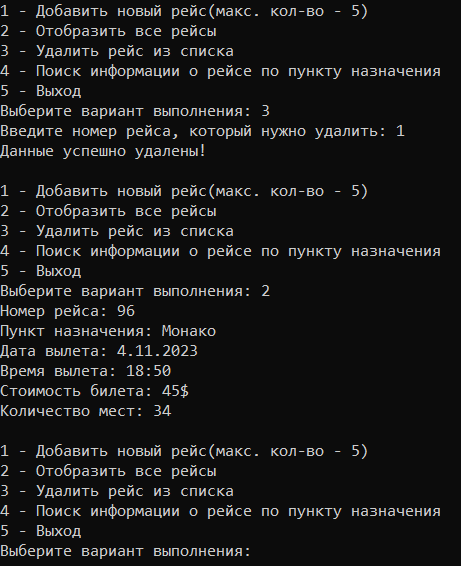 1 - Добавить новый рейс(макс. кол-во - 5)
2 - Отобразить все рейсы
3 - Удалить рейс из списка
4 - Поиск информации о рейсе по пункту назначения
5 - Выход
Выберите вариант выполнения: 3
Введите номер рейса, который нужно удалить: 1
Данные успешно удалены!

1 - Добавить новый рейс(макс. кол-во - 5)
2 - Отобразить все рейсы
3 - Удалить рейс из списка
4 - Поиск информации о рейсе по пункту назначения
5 - Выход
Выберите вариант выполнения: 2
Номер рейса: 96
Пункт назначения: Монако
Дата вылета: 4.11.2023
Время вылета: 18:50
Стоимость билета: 45$
Количество мест: 34

1 - Добавить новый рейс(макс. кол-во - 5)
2 - Отобразить все рейсы
3 - Удалить рейс из списка
4 - Поиск информации о рейсе по пункту назначения
5 - Выход
Выберите вариант выполнения: